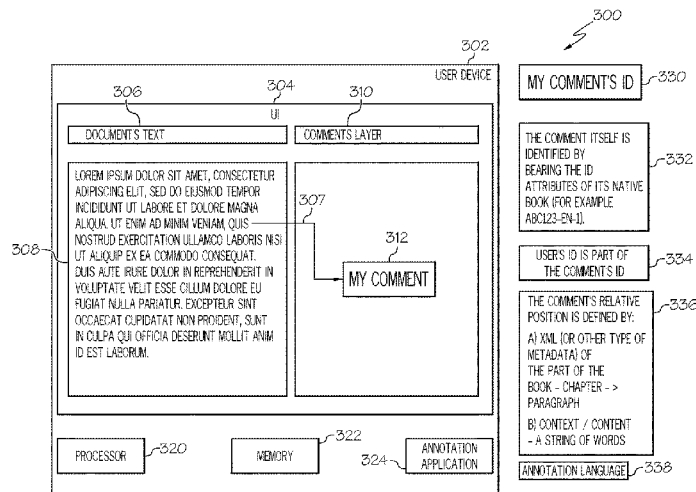 300
302
USER DEVICE
304
UI
306
310
DOCUMENT'S TEXT
COMMENTS LAYER
LOREM IPSUM DOLOR SIT AMET, CONSECTETUR
ADIPISCING ELIT, SED DO EIUSMOD TEMPOR
INCIDIDUNT UT LABORE ET DOLORE MAGNA
ALIQUA. UT ENIM AD MINIM VENIAM, QUIS
NOSTRUD EXERCITATION ULLAMCO LABORIS NISI
UT ALIQUIP EX EA COMMODO CONSEQUAT.
DUIS AUTE IRURE DOLOR IN REPREHENDERIT IN
VOLUPTATE VELIT ESSE CILLUM DOLORE EU
FUGIAT NULLA PARIATUR. EXCEPTEUR SINT
OCCAECAT CUPIDATAT NON PROIDENT, SUNT
IN CULPA QUI OFFICIA DESERUNT MOLLIT ANIM
ID EST LABORUM.
307
308
312
MY COMMENT
320
PROCESSOR
322
MEMORY
324
ANNOTATION
APPLICATION
MY COMMENT'S ID
330
THE COMMENT ITSELF IS
IDENTIFIED BY
BEARING THE ID
ATTRIBUTES OF ITS NATIVE
BOOK (FOR EXAMPLE
ABC123-EN-1).
332
USER'S ID IS PART OF
THE COMMENT'S ID
334
THE COMMENT'S RELATIVE
POSITION IS DEFINED BY:
A) XML (OR OTHER TYPE OF
METADATA) OF
THE PART OF THE
BOOK - CHAPTER - >
PARAGRAPH
B) CONTEXT / CONTENT
- A STRING OF WORDS
336
ANNOTATION LANGUAGE
338